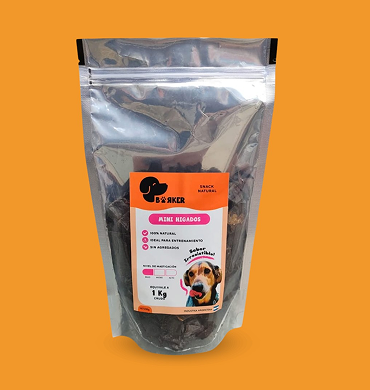 SNACK
NATURAL
BARKER
MINI HIGADOS
100% NATURAL
IDEAL PARA ENTRENAMIENTO
SIN AGREGADOS
Sabor
Irresistible!
NIVEL DE MASTICACIÓN
EQUIVALE A
1 Kg
CRUDO